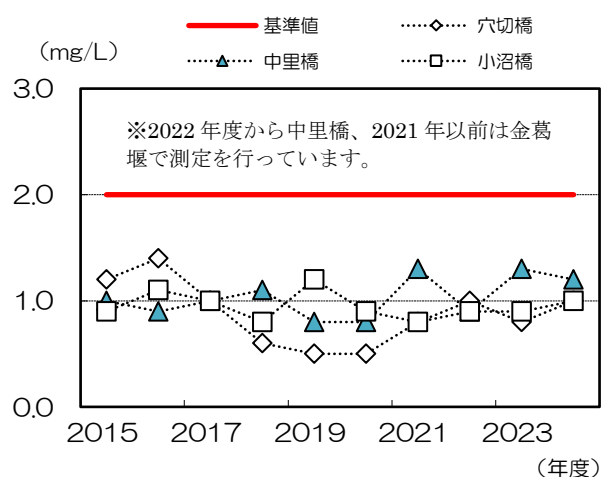 基準値 穴切橋
(mg/L) 中里橋 小沼橋
3.0
※2022 年度から中里橋、2021 年以前は金葛
堰で測定を行っています。
2.0
1.0
0.0
2015 2017 2019 2021 2023
(年度)